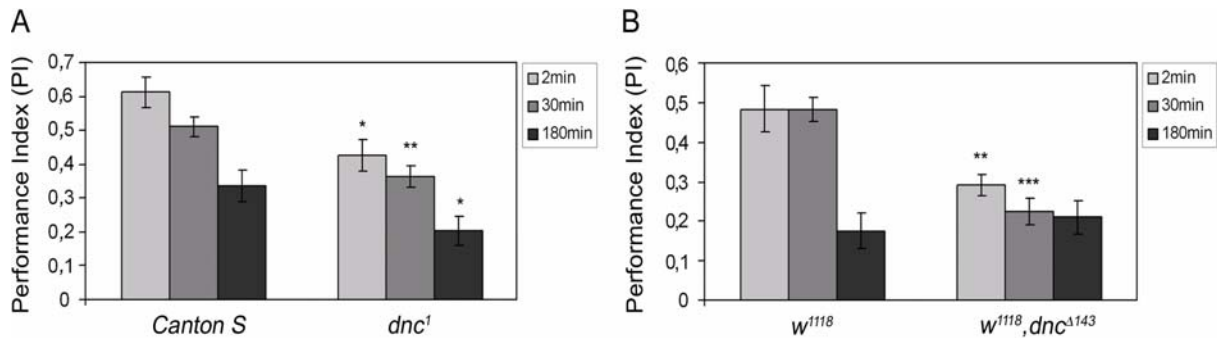 A
Performance Index (PI)
0,7
0,6
0,5
0,4
0,3
0,2
0,1
0
*
**
*
Canton S
dnc¹
2min
30min
180min
B
Performance Index (PI)
0,6
0,5
0,4
0,3
0,2
0,1
0
**
***
w¹¹¹⁸
w¹¹¹⁸,dncΔ¹⁴³
2min
30min
180min